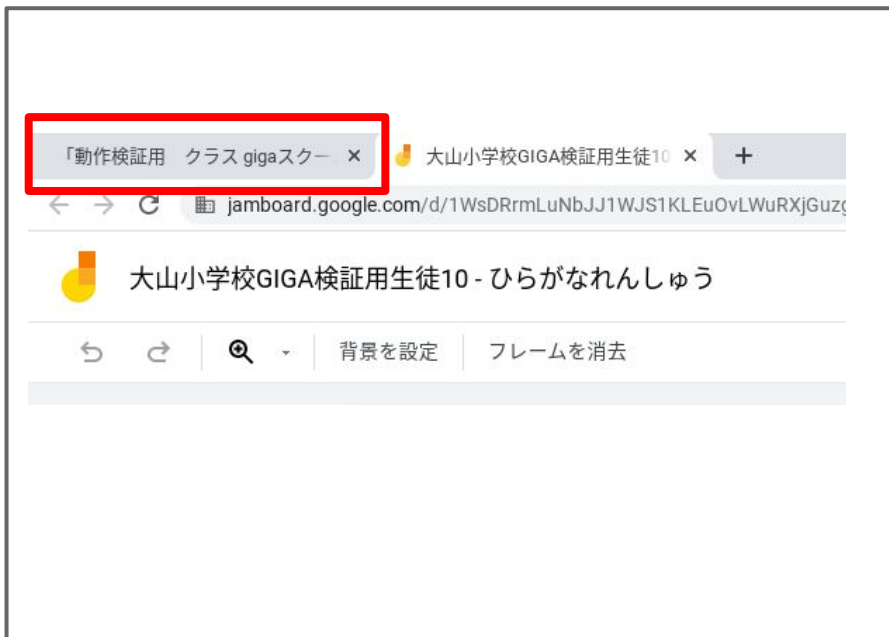 「動作検証用　クラス gigaスクー
大山小学校GIGA検証用生徒10
jamboard.google.com/d/1WsDRrmLuNbJJ1WJS1KLEuOvLWuRXjGuzg
大山小学校GIGA検証用生徒10 - ひらがなれんしゅう
背景を設定 フレームを消去